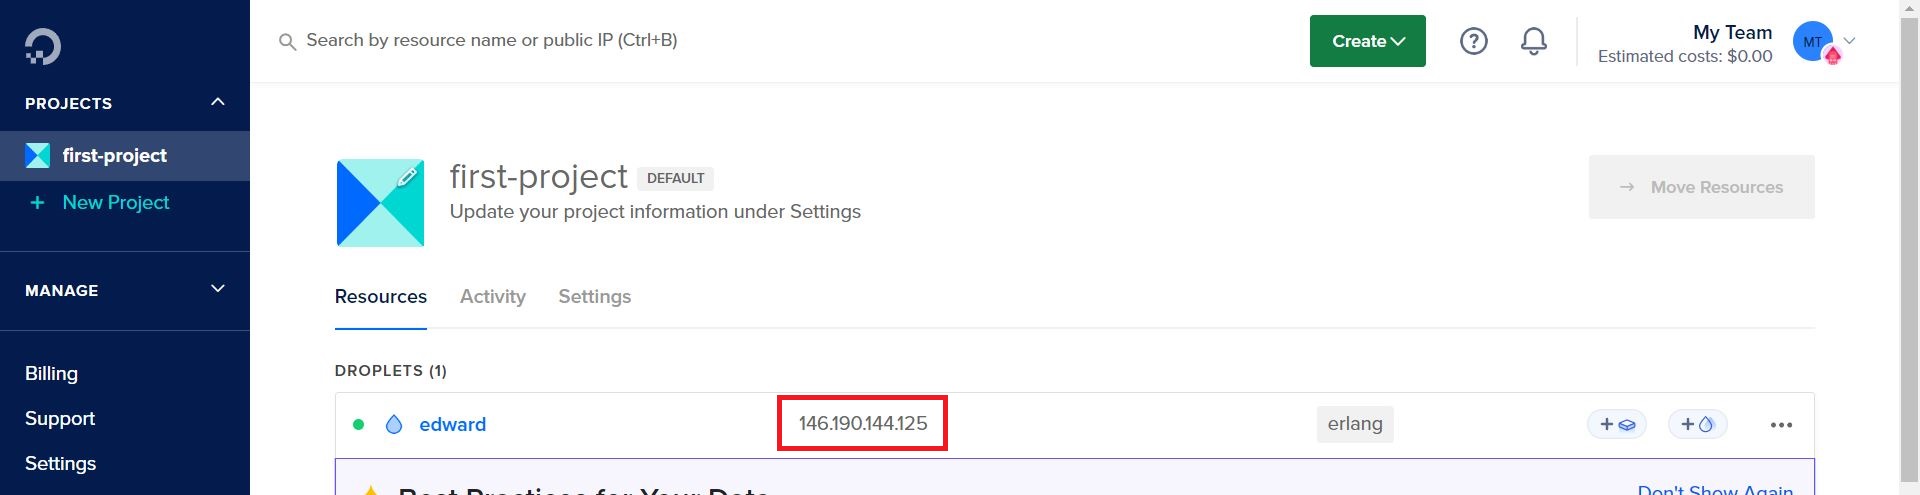 Search by resource name or public IP (Ctrl+B)
Create
My Team
Estimated costs: $0.00
MT
PROJECTS
first-project
+ New Project
MANAGE
Billing
Support
Settings
first-project DEFAULT
Update your project information under Settings
→ Move Resources
Resources Activity Settings
DROPLETS (1)
edward 146.190.144.125 erlang + + ...
Best Practices for Your Data
Don't Show Again